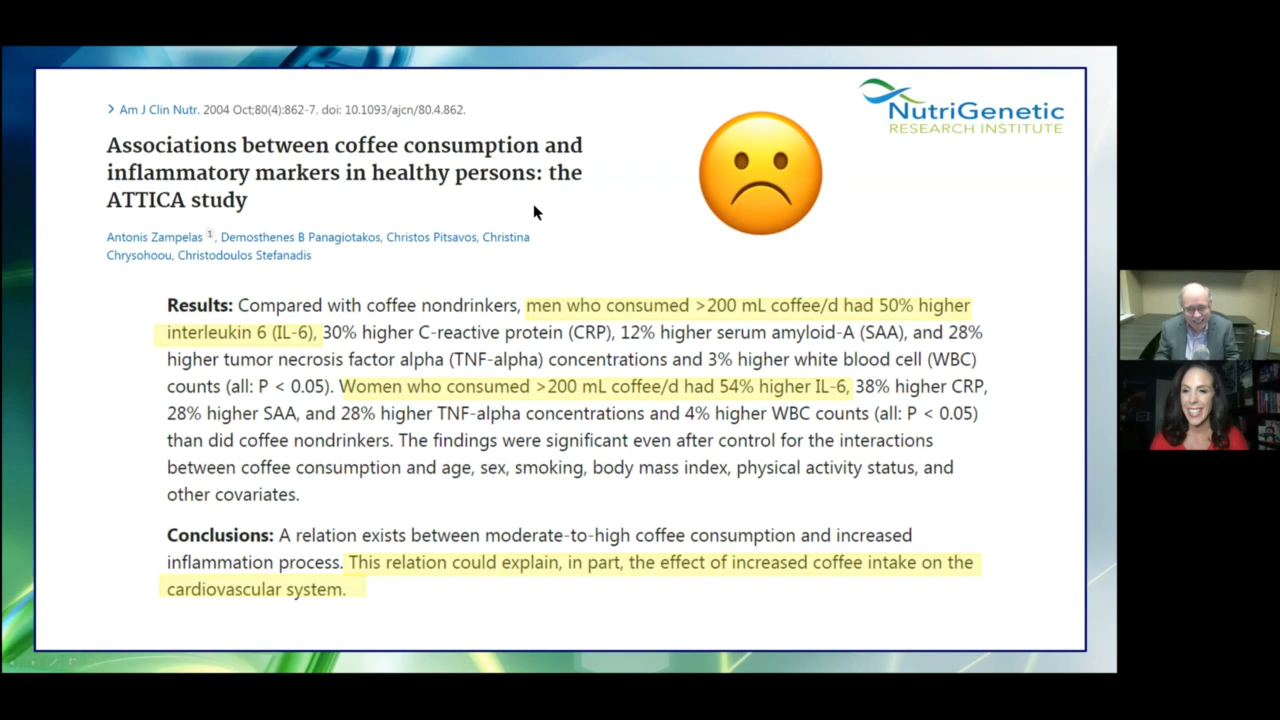 > Am J Clin Nutr. 2004 Oct;80(4):862-7. doi: 10.1093/ajcn/80.4.862.
NutriGenetic
RESEARCH INSTITUTE
Associations between coffee consumption and
inflammatory markers in healthy persons: the
ATTICA study
Antonis Zampelas 1, Demosthenes B Panagiotakos, Christos Pitsavos, Christina
Chrysohoou, Christodoulos Stefanadis
Results: Compared with coffee nondrinkers, men who consumed >200 mL coffee/d had 50% higher
interleukin 6 (IL-6), 30% higher C-reactive protein (CRP), 12% higher serum amyloid-A (SAA), and 28%
higher tumor necrosis factor alpha (TNF-alpha) concentrations and 3% higher white blood cell (WBC)
counts (all: P < 0.05). Women who consumed >200 mL coffee/d had 54% higher IL-6, 38% higher CRP,
28% higher SAA, and 28% higher TNF-alpha concentrations and 4% higher WBC counts (all: P < 0.05)
than did coffee nondrinkers. The findings were significant even after control for the interactions
between coffee consumption and age, sex, smoking, body mass index, physical activity status, and
other covariates.
Conclusions: A relation exists between moderate-to-high coffee consumption and increased
inflammation process. This relation could explain, in part, the effect of increased coffee intake on the
cardiovascular system.